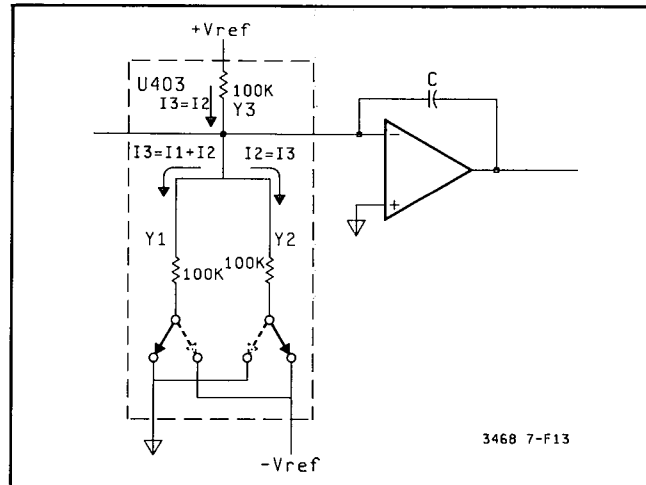 +Vref
U403
100K
I3=I2
Y3
C
I3=I1+I2
I2=I3
−
+
Y1
Y2
100K
100K
-Vref
3468 7-F13